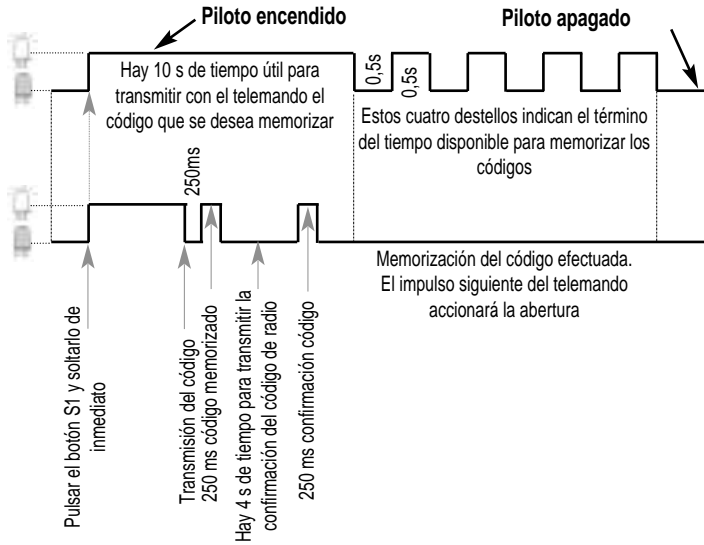 Piloto encendido
Piloto apagado
Hay 10 s de tiempo útil para
transmitir con el telemando el
código que se desea memorizar
0,5s
0,5s
Estos cuatro destellos indican el término
del tiempo disponible para memorizar los
códigos
250ms
Memorización del código efectuada.
El impulso siguiente del telemando
accionará la abertura
Pulsar el botón S1 y soltarlo de
inmediato
Transmisión del código
250 ms código memorizado
Hay 4 s de tiempo para transmitir la
confirmación del código de radio
250 ms confirmación código